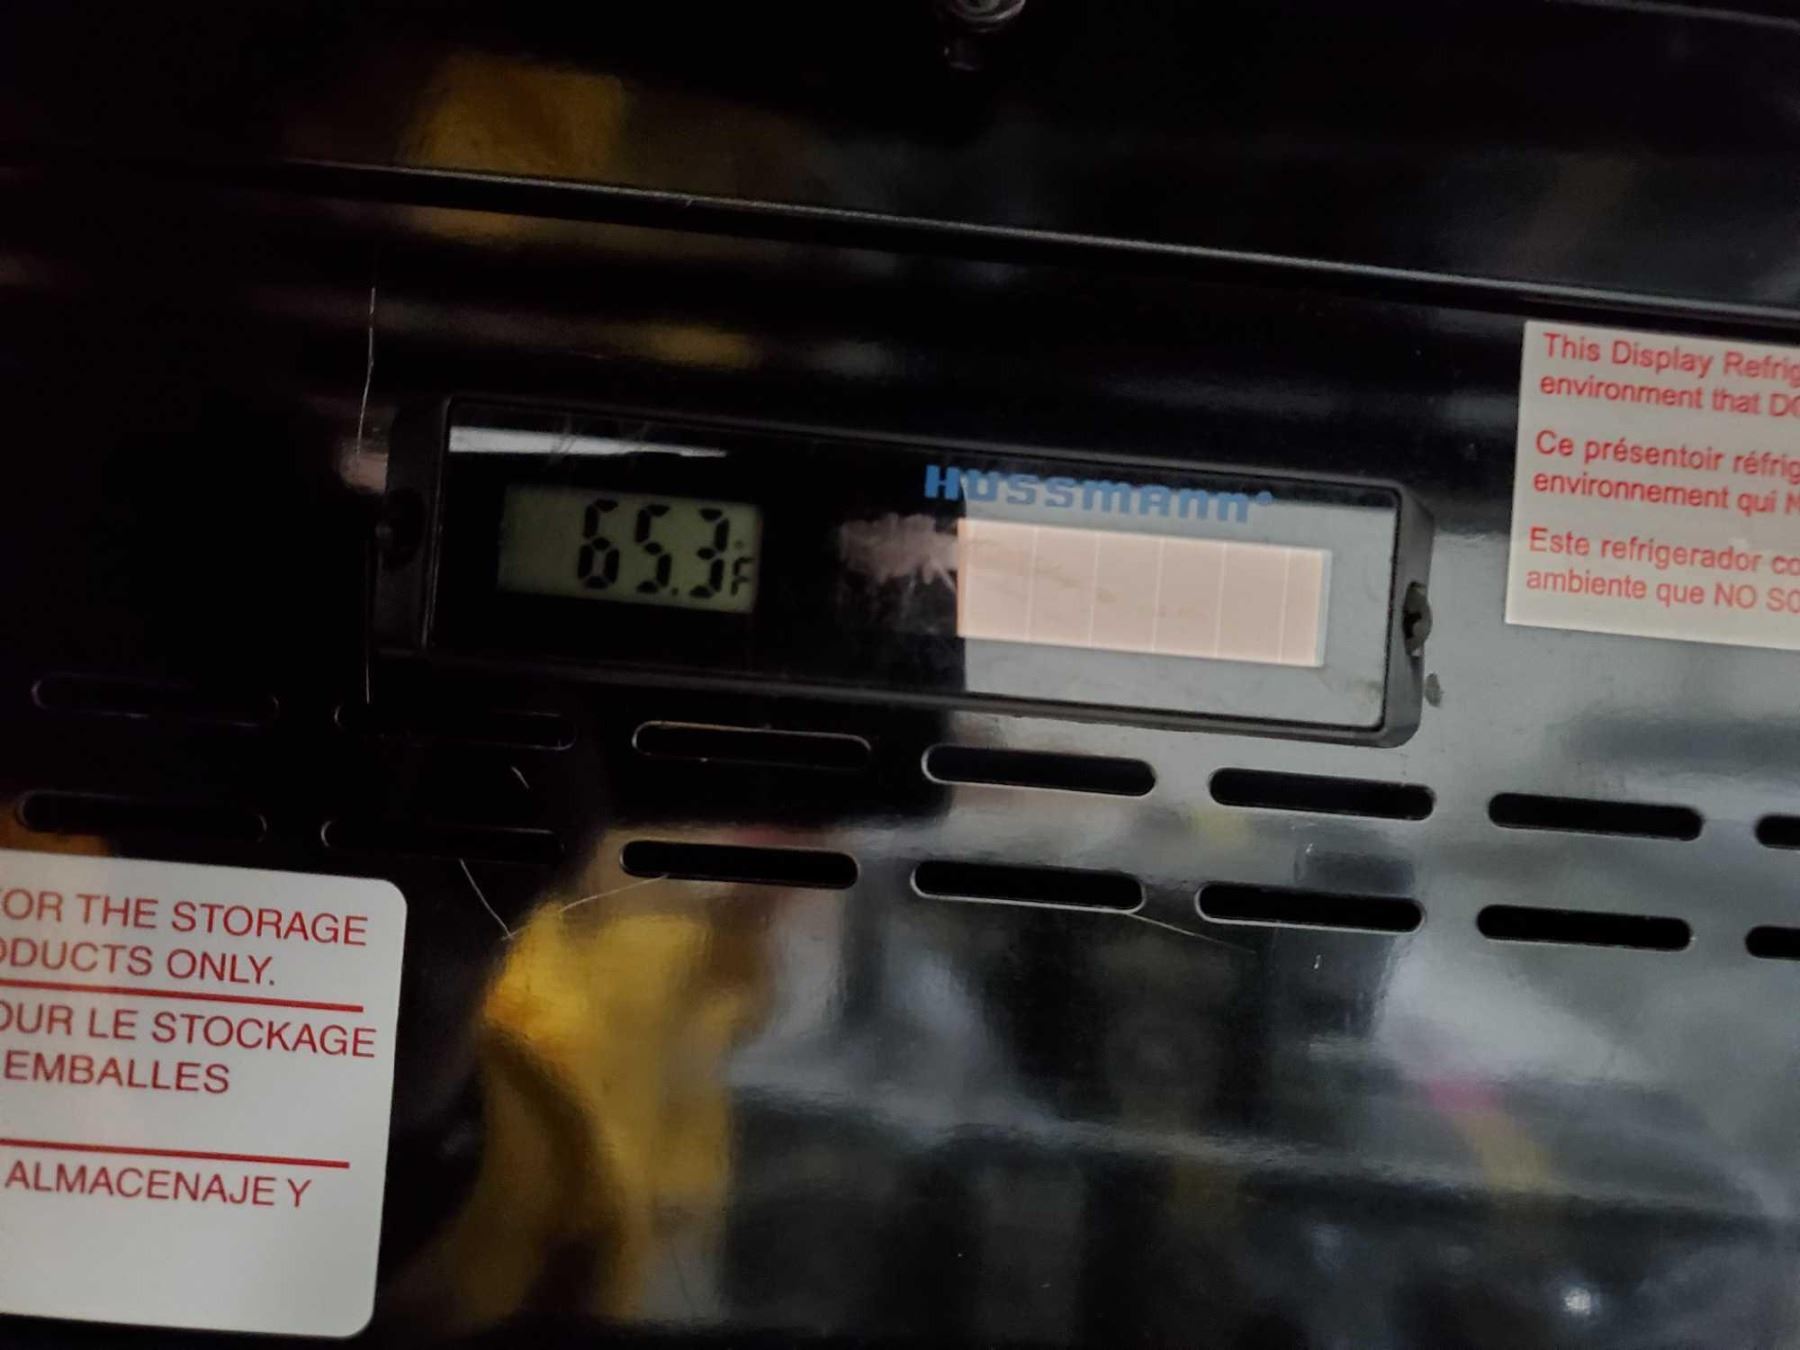 HUSSMANN®
65.3°F
This Display Refrig
environment that DO
Ce présentoir réfrig
environnement qui N
Este refrigerador co
ambiente que NO SO
OR THE STORAGE
ODUCTS ONLY.
OUR LE STOCKAGE
EMBALLES
ALMACENAJE Y